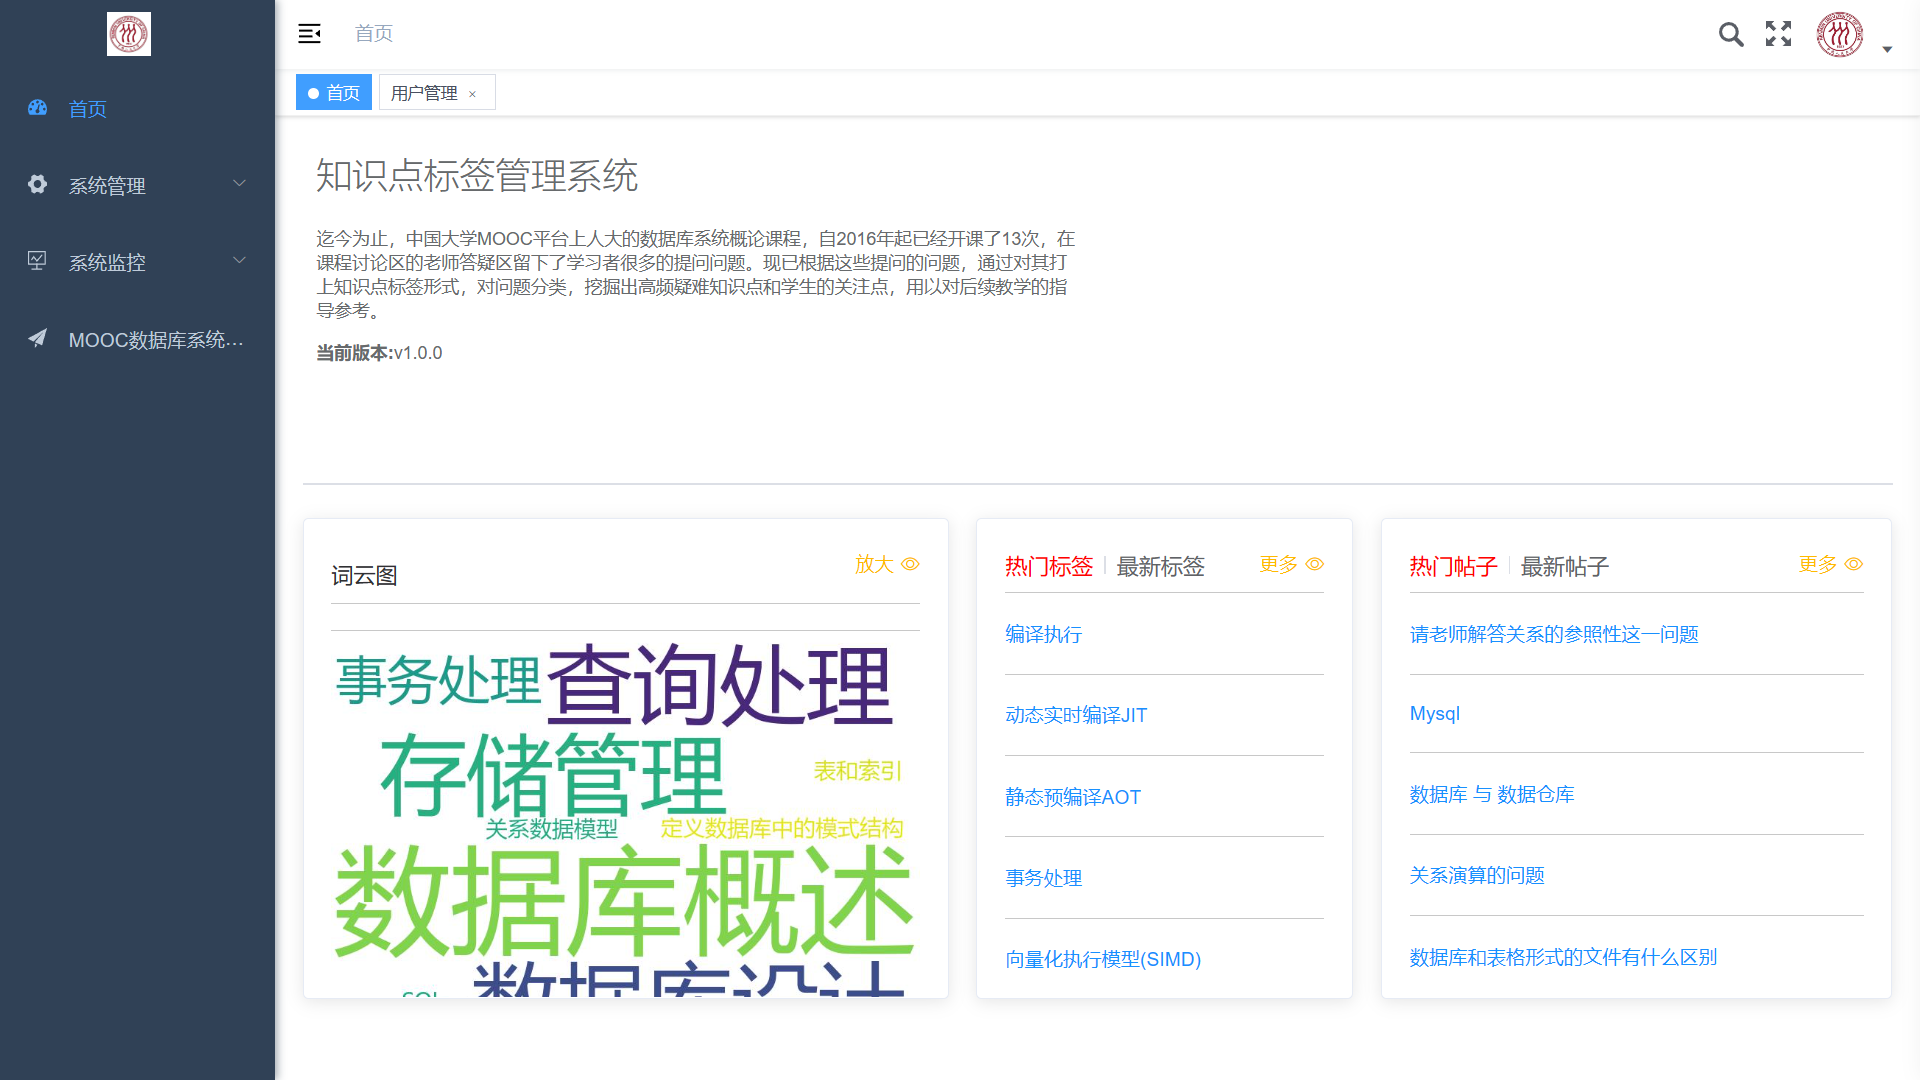 首页
系统管理
系统监控
MOOC数据库系统...
首页
首页
用户管理 ×
知识点标签管理系统
迄今为止，中国大学MOOC平台上人大的数据库系统概论课程，自2016年起已经开课了13次，在
课程讨论区的老师答疑区留下了学习者很多的提问问题。现已根据这些提问的问题，通过对其打
上知识点标签形式，对问题分类，挖掘出高频疑难知识点和学生的关注点，用以对后续教学的指
导参考。
当前版本:v1.0.0
词云图
放大
事务处理
查询处理
存储管理
表和索引
关系数据模型
定义数据库中的模式结构
数据库概述
数据库设计
SQL
热门标签
最新标签
更多
编译执行
动态实时编译JIT
静态预编译AOT
事务处理
向量化执行模型(SIMD)
热门帖子
最新帖子
更多
请老师解答关系的参照性这一问题
Mysql
数据库 与 数据仓库
关系演算的问题
数据库和表格形式的文件有什么区别